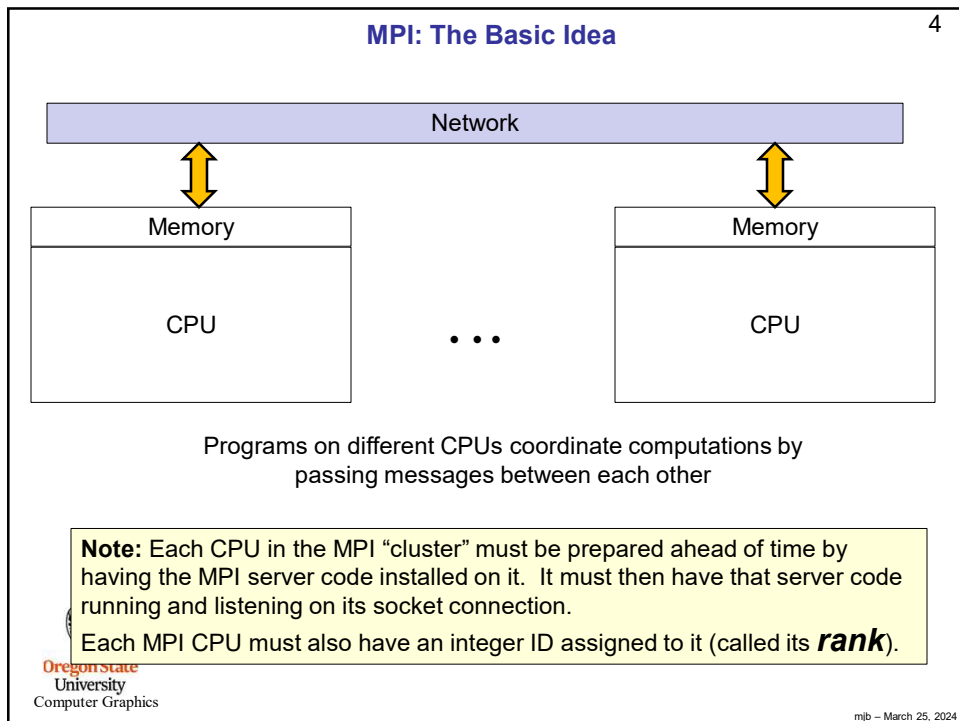 4
MPI: The Basic Idea
Network
Memory
Memory
CPU
CPU
• • •
Programs on different CPUs coordinate computations by
passing messages between each other
Note: Each CPU in the MPI “cluster” must be prepared ahead of time by
having the MPI server code installed on it. It must then have that server code
running and listening on its socket connection.
Each MPI CPU must also have an integer ID assigned to it (called its rank).
Oregon State
University
Computer Graphics
mjb – March 25, 2024